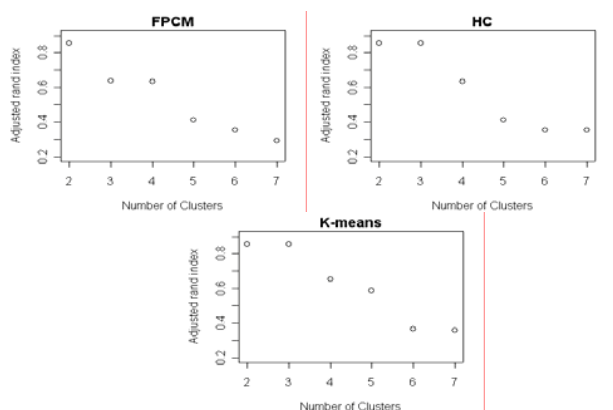 FPCM
Adjusted rand index
0.2 0.4 0.6 0.8
2 3 4 5 6 7
Number of Clusters
HC
Adjusted rand index
0.2 0.4 0.6 0.8
2 3 4 5 6 7
Number of Clusters
K-means
Adjusted rand index
0.2 0.4 0.6 0.8
2 3 4 5 6 7
Number of Clusters